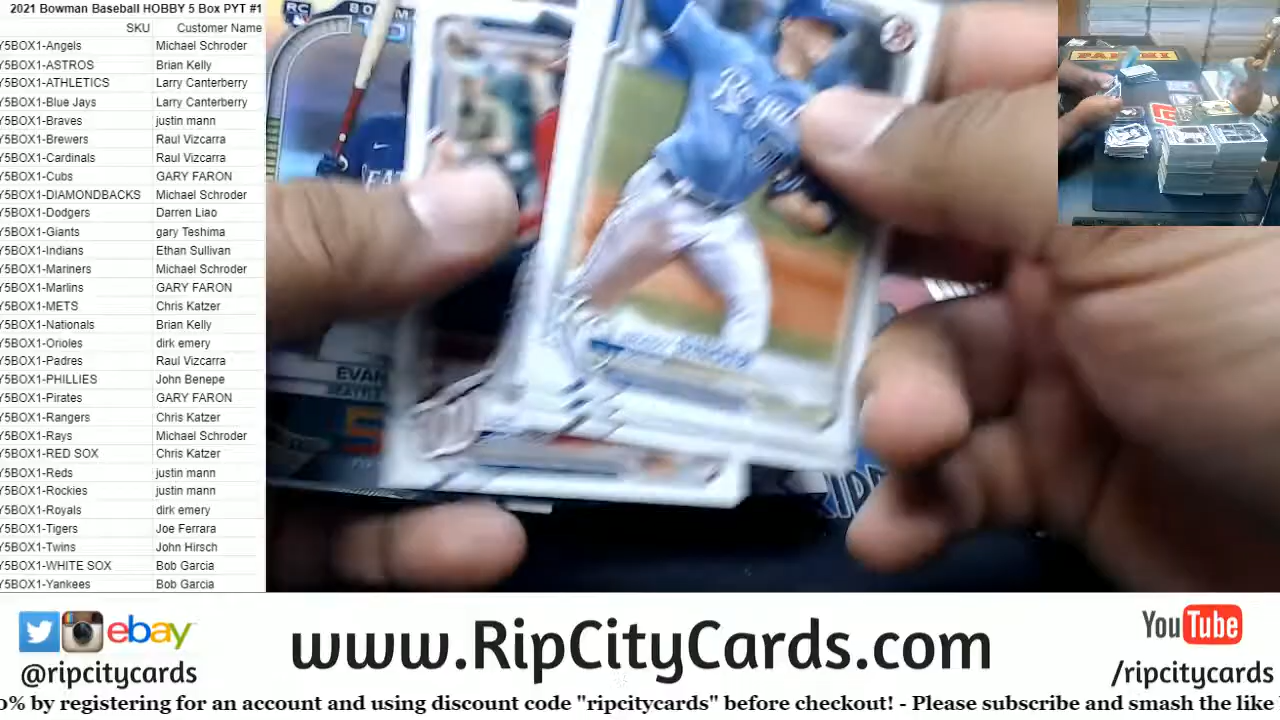 2021 Bowman Baseball HOBBY 5 Box PYT #1
SKU Customer Name
Y5BOX1-Angels Michael Schroder
Y5BOX1-ASTROS Brian Kelly
Y5BOX1-ATHLETICS Larry Canterberry
Y5BOX1-Blue Jays Larry Canterberry
Y5BOX1-Braves justin mann
Y5BOX1-Brewers Raul Vizcarra
Y5BOX1-Cardinals Raul Vizcarra
Y5BOX1-Cubs GARY FARON
Y5BOX1-DIAMONDBACKS Michael Schroder
Y5BOX1-Dodgers Darren Liao
Y5BOX1-Giants gary Teshima
Y5BOX1-Indians Ethan Sullivan
Y5BOX1-Mariners Michael Schroder
Y5BOX1-Marlins GARY FARON
Y5BOX1-METS Chris Katzer
Y5BOX1-Nationals Brian Kelly
Y5BOX1-Orioles dirk emery
Y5BOX1-Padres Raul Vizcarra
Y5BOX1-PHILLIES John Benepe
Y5BOX1-Pirates GARY FARON
Y5BOX1-Rangers Chris Katzer
Y5BOX1-Rays Michael Schroder
Y5BOX1-RED SOX Chris Katzer
Y5BOX1-Reds justin mann
Y5BOX1-Rockies justin mann
Y5BOX1-Royals dirk emery
Y5BOX1-Tigers Joe Ferrara
Y5BOX1-Twins John Hirsch
Y5BOX1-WHITE SOX Bob Garcia
Y5BOX1-Yankees Bob Garcia
RC
EVAN
PANINI
ebay
@ripcitycards
www.RipCityCards.com
YouTube
/ripcitycards
0% by registering for an account and using discount code "ripcitycards" before checkout! - Please subscribe and smash the like